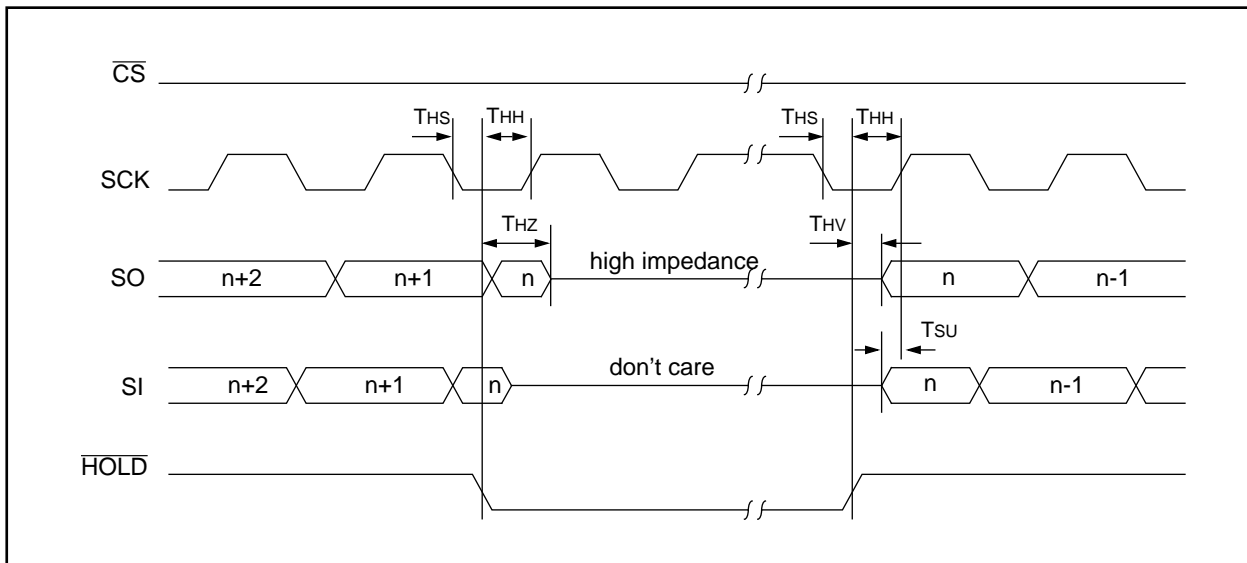 CS
THS THH THS THH
SCK
THZ THV
SO n+2 n+1 n high impedance n n-1
TSU
SI n+2 n+1 n don't care n n-1
HOLD